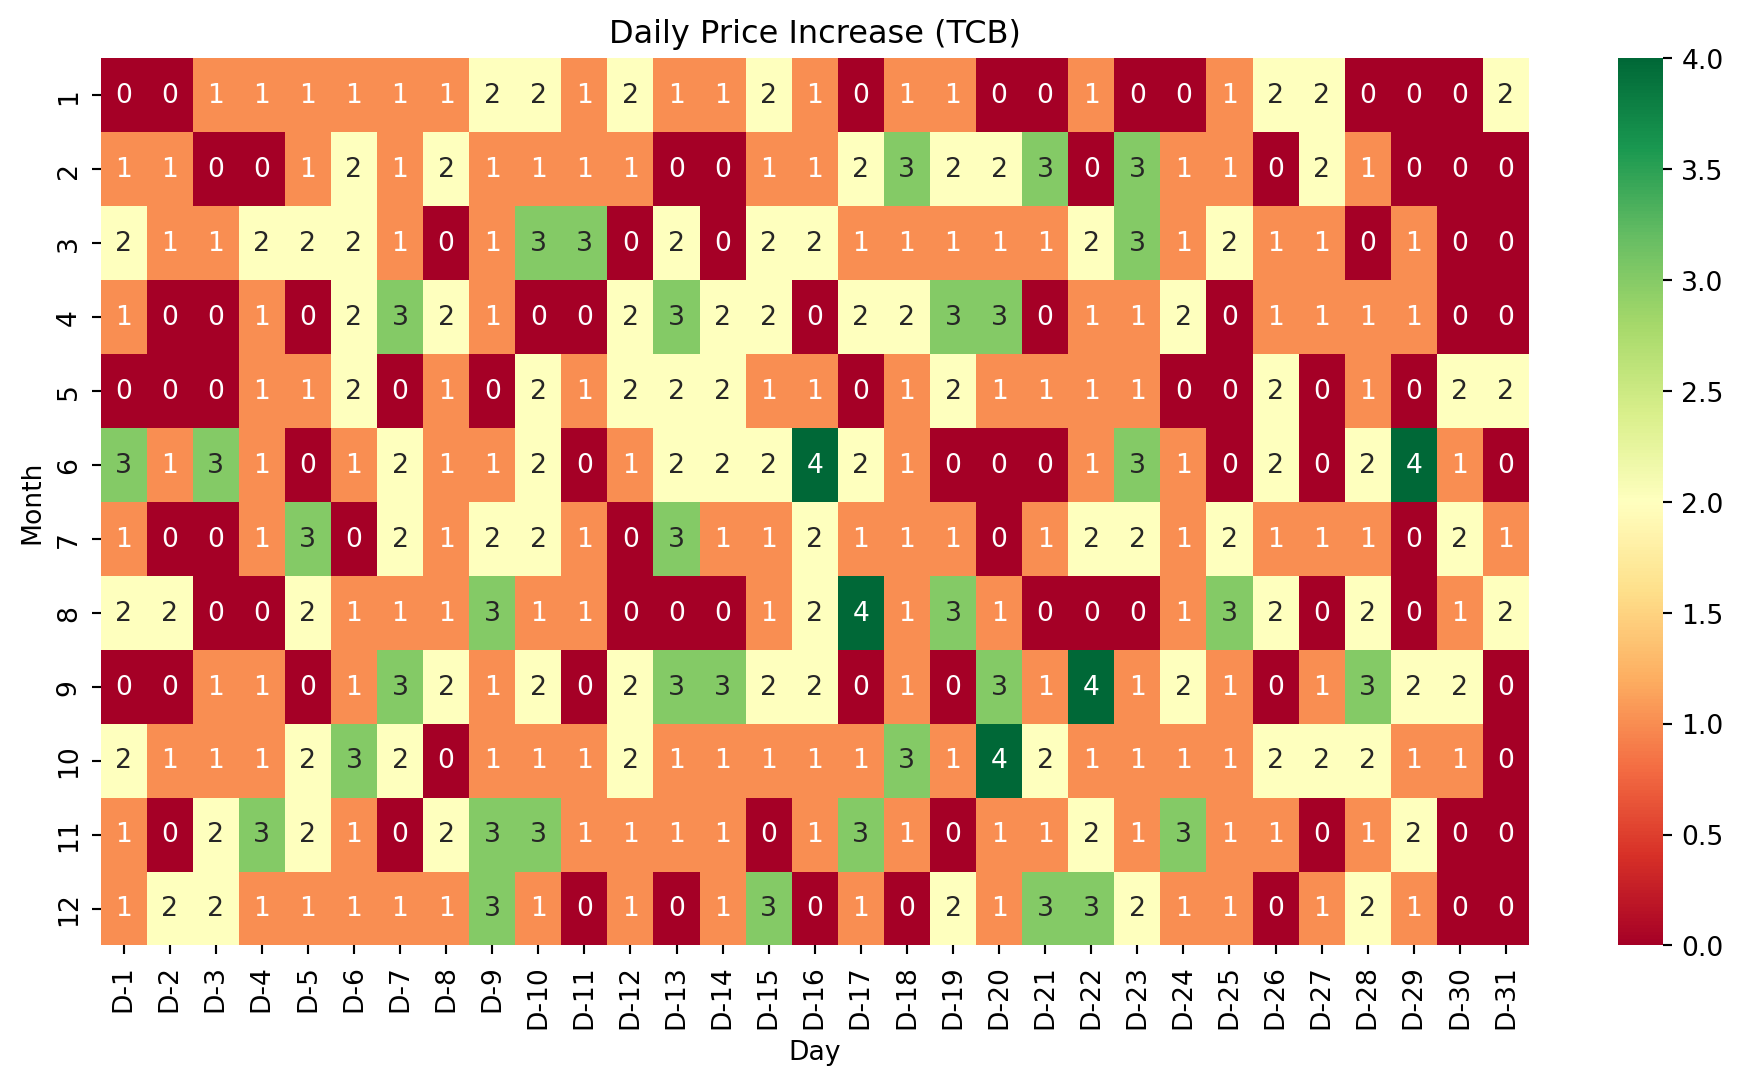 Daily Price Increase (TCB)
1 0 0 1 1 1 1 1 1 2 2 1 2 1 1 2 1 0 1 1 0 0 1 0 0 1 2 2 0 0 0 2
2 1 1 0 0 1 2 1 2 1 1 1 1 0 0 1 1 2 3 2 2 3 0 3 1 1 0 2 1 0 0 0
3 2 1 1 2 2 2 1 0 1 3 3 0 2 0 2 2 1 1 1 1 1 2 3 1 2 1 1 0 1 0 0
4 1 0 0 1 0 2 3 2 1 0 0 2 3 2 2 0 2 2 3 3 0 1 1 2 0 1 1 1 1 0 0
5 0 0 0 1 1 2 0 1 0 2 1 2 2 2 1 1 0 1 2 1 1 1 1 0 0 2 0 1 0 2 2
6 3 1 3 1 0 1 2 1 1 2 0 1 2 2 2 4 2 1 0 0 0 1 3 1 0 2 0 2 4 1 0
7 1 0 0 1 3 0 2 1 2 2 1 0 3 1 1 2 1 1 1 0 1 2 2 1 2 1 1 1 0 2 1
8 2 2 0 0 2 1 1 1 3 1 1 0 0 0 1 2 4 1 3 1 0 0 0 1 3 2 0 2 0 1 2
9 0 0 1 1 0 1 3 2 1 2 0 2 3 3 2 2 0 1 0 3 1 4 1 2 1 0 1 3 2 2 0
10 2 1 1 1 2 3 2 0 1 1 1 2 1 1 1 1 1 3 1 4 2 1 1 1 1 2 2 2 1 1 0
11 1 0 2 3 2 1 0 2 3 3 1 1 1 1 0 1 3 1 0 1 1 2 1 3 1 1 0 1 2 0 0
12 1 2 2 1 1 1 1 1 3 1 0 1 0 1 3 0 1 0 2 1 3 3 2 1 1 0 1 2 1 0 0
Month
D-1 D-2 D-3 D-4 D-5 D-6 D-7 D-8 D-9 D-10 D-11 D-12 D-13 D-14 D-15 D-16 D-17 D-18 D-19 D-20 D-21 D-22 D-23 D-24 D-25 D-26 D-27 D-28 D-29 D-30 D-31
Day
4.0
3.5
3.0
2.5
2.0
1.5
1.0
0.5
0.0